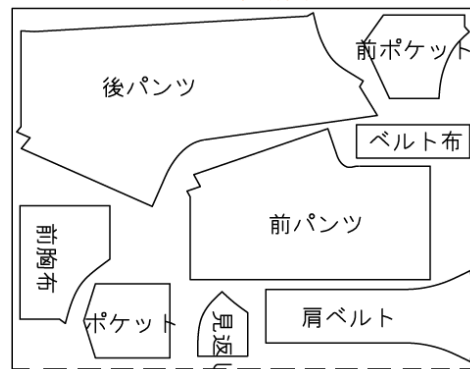 前ポケット
後パンツ
ベルト布
前パンツ
前胸布
ポケット
見返し
肩ベルト